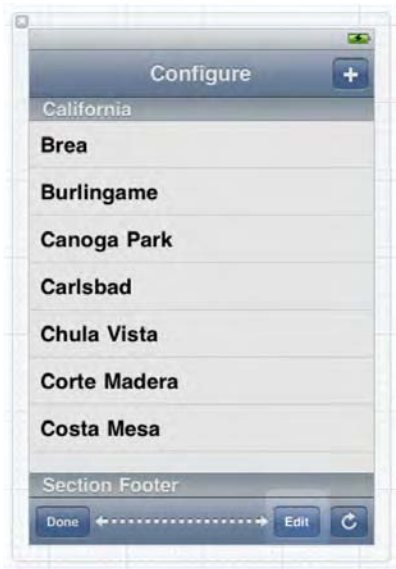 Configure
+
California
Brea
Burlingame
Canoga Park
Carlsbad
Chula Vista
Corte Madera
Costa Mesa
Section Footer
Done Edit